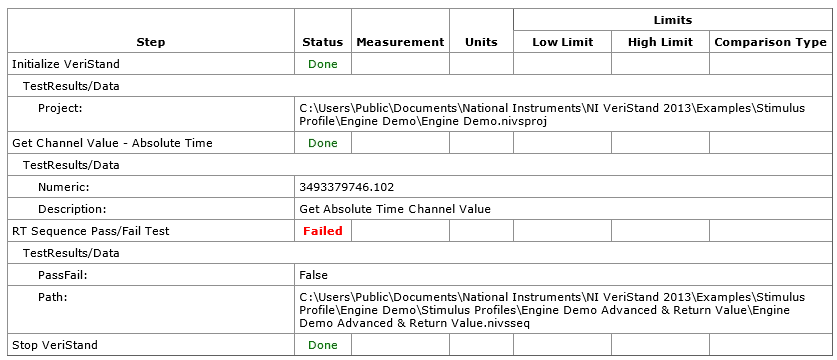 Limits
Step Status Measurement Units Low Limit High Limit Comparison Type
Initialize VeriStand Done
TestResults/Data
Project: C:\Users\Public\Documents\National Instruments\NI VeriStand 2013\Examples\Stimulus
Profile\Engine Demo\Engine Demo.nivsproj
Get Channel Value - Absolute Time Done
TestResults/Data
Numeric: 3493379746.102
Description: Get Absolute Time Channel Value
RT Sequence Pass/Fail Test Failed
TestResults/Data
PassFail: False
Path: C:\Users\Public\Documents\National Instruments\NI VeriStand 2013\Examples\Stimulus
Profile\Engine Demo\Stimulus Profiles\Engine Demo Advanced & Return Value\Engine
Demo Advanced & Return Value.nivsseq
Stop VeriStand Done